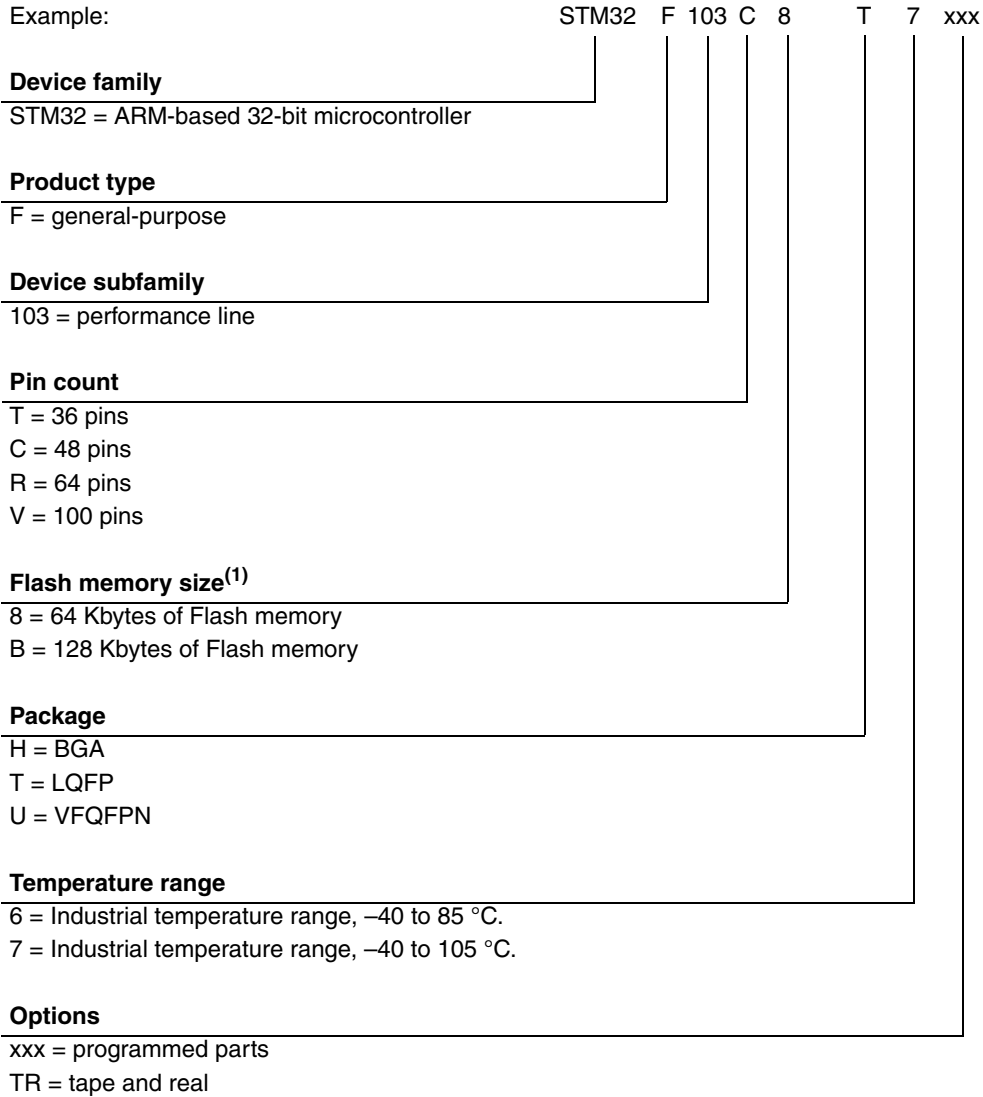 Example: STM32 F 103 C 8 T 7 xxx
Device family
STM32 = ARM-based 32-bit microcontroller
Product type
F = general-purpose
Device subfamily
103 = performance line
Pin count
T = 36 pins
C = 48 pins
R = 64 pins
V = 100 pins
Flash memory size(1)
8 = 64 Kbytes of Flash memory
B = 128 Kbytes of Flash memory
Package
H = BGA
T = LQFP
U = VFQFPN
Temperature range
6 = Industrial temperature range, –40 to 85 °C.
7 = Industrial temperature range, –40 to 105 °C.
Options
xxx = programmed parts
TR = tape and real